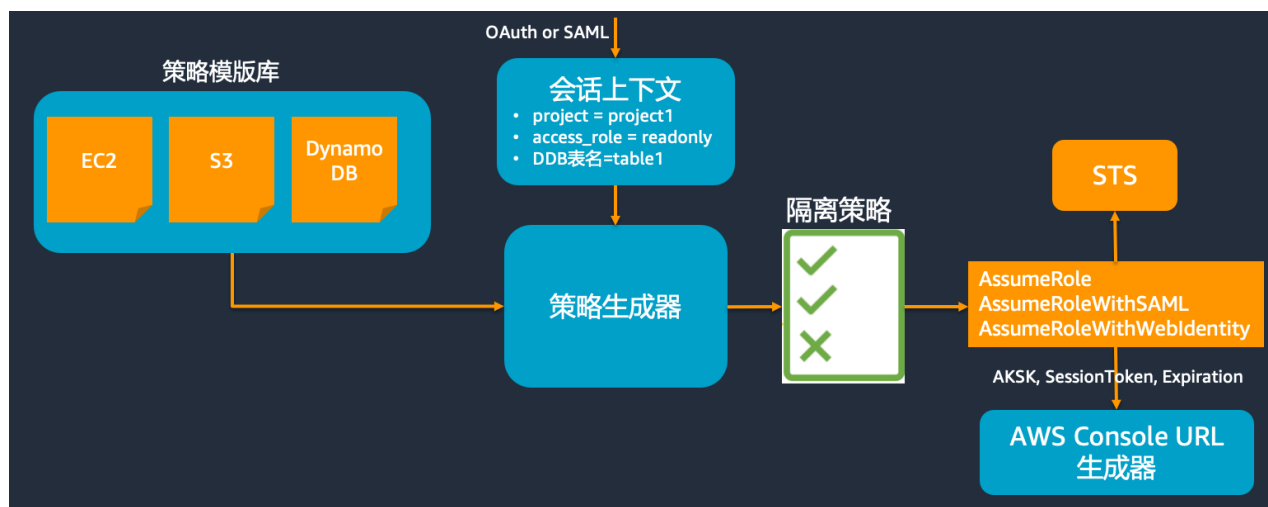 OAuth or SAML
策略模版库
EC2
S3
Dynamo
DB
会话上下文
• project = project1
• access_role = readonly
• DDB表名=table1
策略生成器
隔离策略
STS
AssumeRole
AssumeRoleWithSAML
AssumeRoleWithWebIdentity
AKSK, SessionToken, Expiration
AWS Console URL
生成器